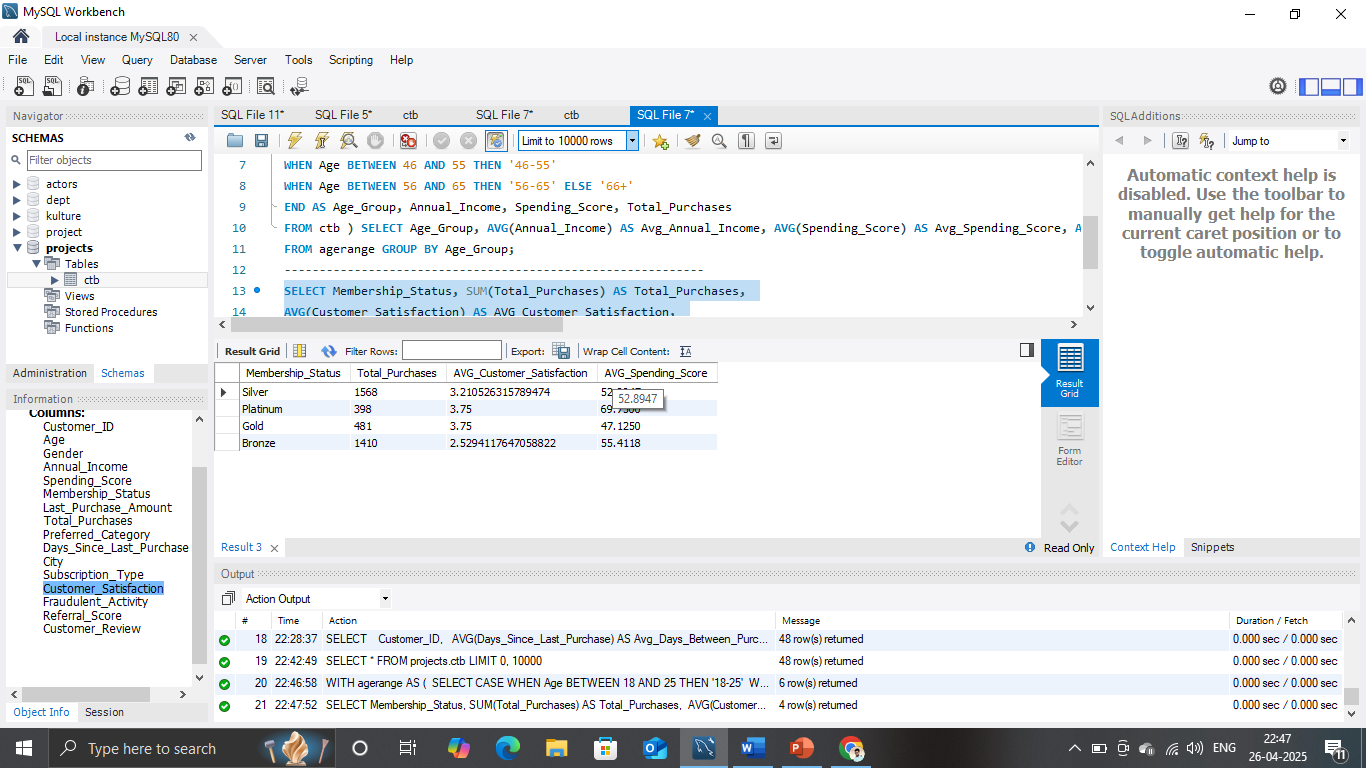 MySQL Workbench
Local instance MySQL80
File Edit View Query Database Server Tools Scripting Help
Navigator
SCHEMAS
Filter objects
actors
dept
kulture
project
projects
Tables
ctb
Views
Stored Procedures
Functions
Administration Schemas
Information
Columns:
Customer_ID
Age
Gender
Annual_Income
Spending_Score
Membership_Status
Last_Purchase_Amount
Total_Purchases
Preferred_Category
Days_Since_Last_Purchase
City
Subscription_Type
Customer_Satisfaction
Fraudulent_Activity
Referral_Score
Customer_Review
Object Info Session
SQL File 11* SQL File 5* ctb SQL File 7* ctb SQL File 7*
Limit to 10000 rows
7 WHEN Age BETWEEN 46 AND 55 THEN '46-55'
8 WHEN Age BETWEEN 56 AND 65 THEN '56-65' ELSE '66+'
9 END AS Age_Group, Annual_Income, Spending_Score, Total_Purchases
10 FROM ctb ) SELECT Age_Group, AVG(Annual_Income) AS Avg_Annual_Income, AVG(Spending_Score) AS Avg_Spending_Score, A
11 FROM agerange GROUP BY Age_Group;
12 ------------------------------------------------------------
13 SELECT Membership_Status, SUM(Total_Purchases) AS Total_Purchases,
14 AVG(Customer_Satisfaction) AS AVG_Customer_Satisfaction,
Result Grid Filter Rows: Export: Wrap Cell Content:
Membership_Status Total_Purchases AVG_Customer_Satisfaction AVG_Spending_Score
Silver 1568 3.210526315789474 52.8947
52.8947
Platinum 398 3.75 69.7500
Gold 481 3.75 47.1250
Bronze 1410 2.5294117647058822 55.4118
Result Grid
Form Editor
Result 3
Read Only
Output
Action Output
# Time Action Message Duration / Fetch
18 22:28:37 SELECT Customer_ID, AVG(Days_Since_Last_Purchase) AS Avg_Days_Between_Purc... 48 row(s) returned 0.000 sec / 0.000 sec
19 22:42:49 SELECT * FROM projects.ctb LIMIT 0, 10000 48 row(s) returned 0.000 sec / 0.000 sec
20 22:46:58 WITH agerange AS ( SELECT CASE WHEN Age BETWEEN 18 AND 25 THEN '18-25' W... 6 row(s) returned 0.000 sec / 0.000 sec
21 22:47:52 SELECT Membership_Status, SUM(Total_Purchases) AS Total_Purchases, AVG(Customer... 4 row(s) returned 0.000 sec / 0.000 sec
SQLAdditions
Jump to
Automatic context help is
disabled. Use the toolbar to
manually get help for the
current caret position or to
toggle automatic help.
Context Help Snippets
Type here to search
ENG
22:47
26-04-2025
11